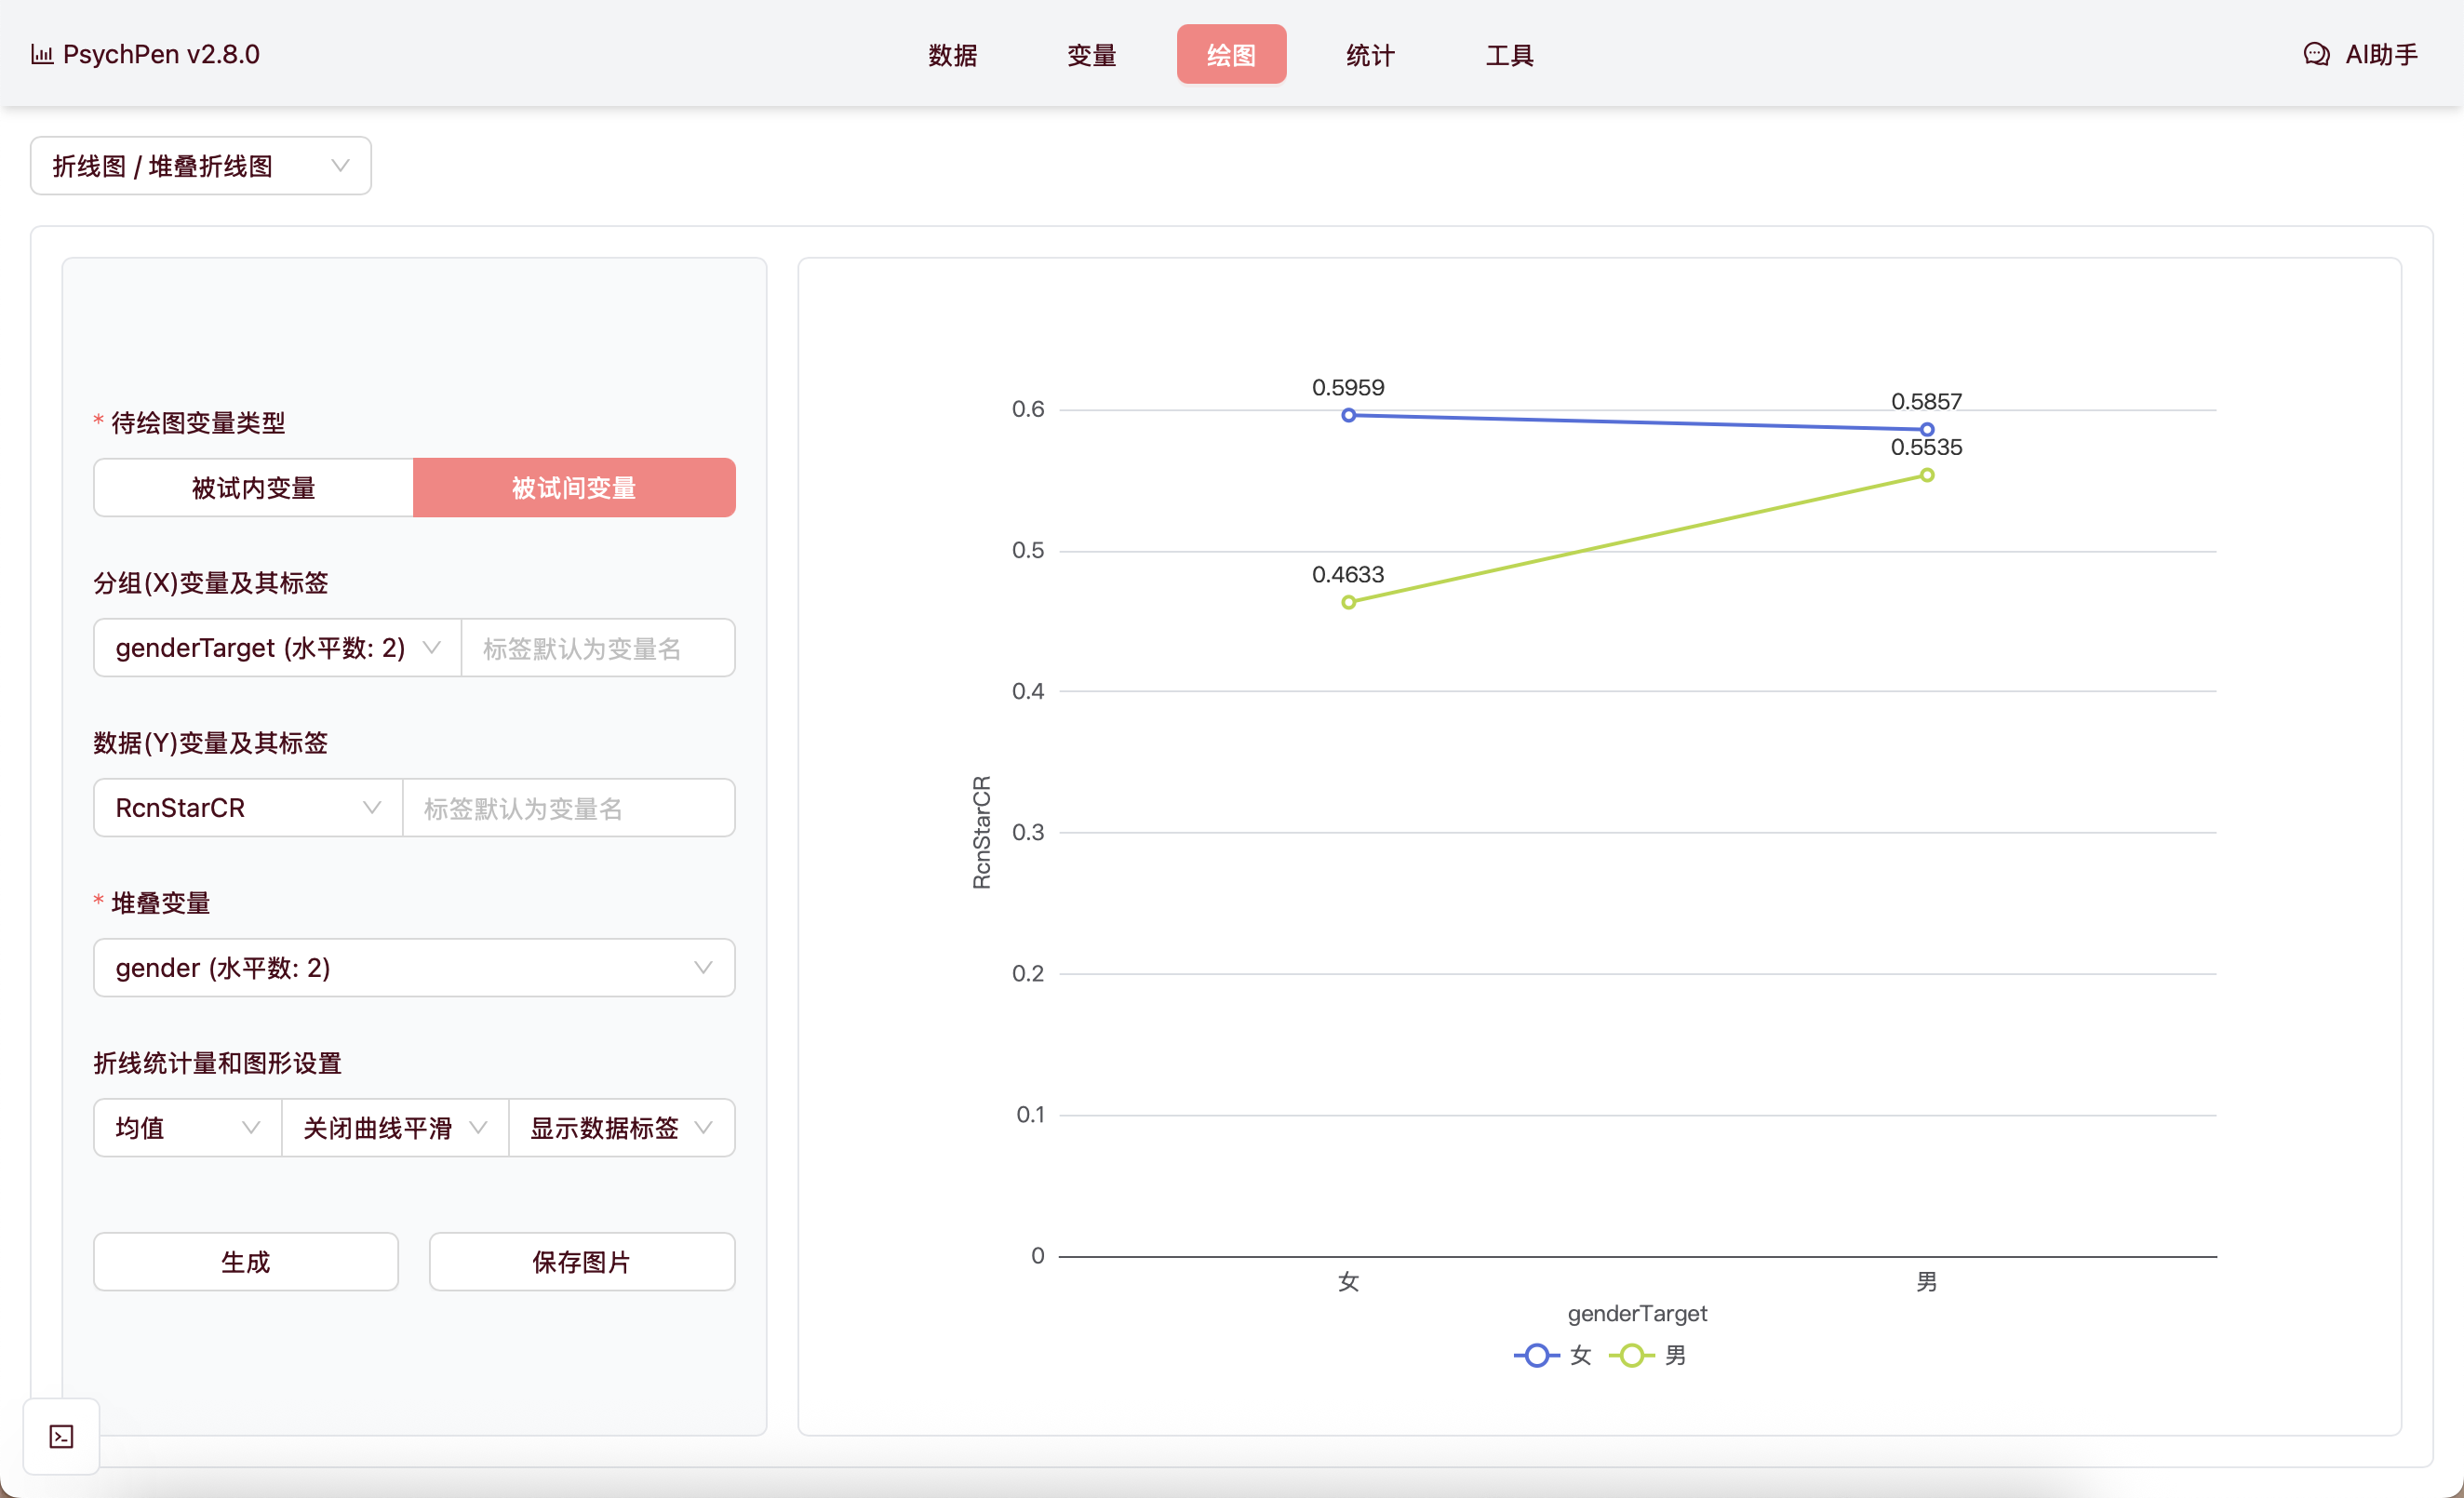 PsychPen v2.8.0
数据
变量
绘图
统计
工具
AI助手
折线图 / 堆叠折线图
* 待绘图变量类型
被试内变量
被试间变量
分组(X)变量及其标签
genderTarget (水平数: 2)
标签默认为变量名
数据(Y)变量及其标签
RcnStarCR
标签默认为变量名
* 堆叠变量
gender (水平数: 2)
折线统计量和图形设置
均值
关闭曲线平滑
显示数据标签
生成
保存图片
RcnStarCR
0.6
0.5
0.4
0.3
0.2
0.1
0
0.5959
0.5857
0.5535
0.4633
女
男
genderTarget
女
男